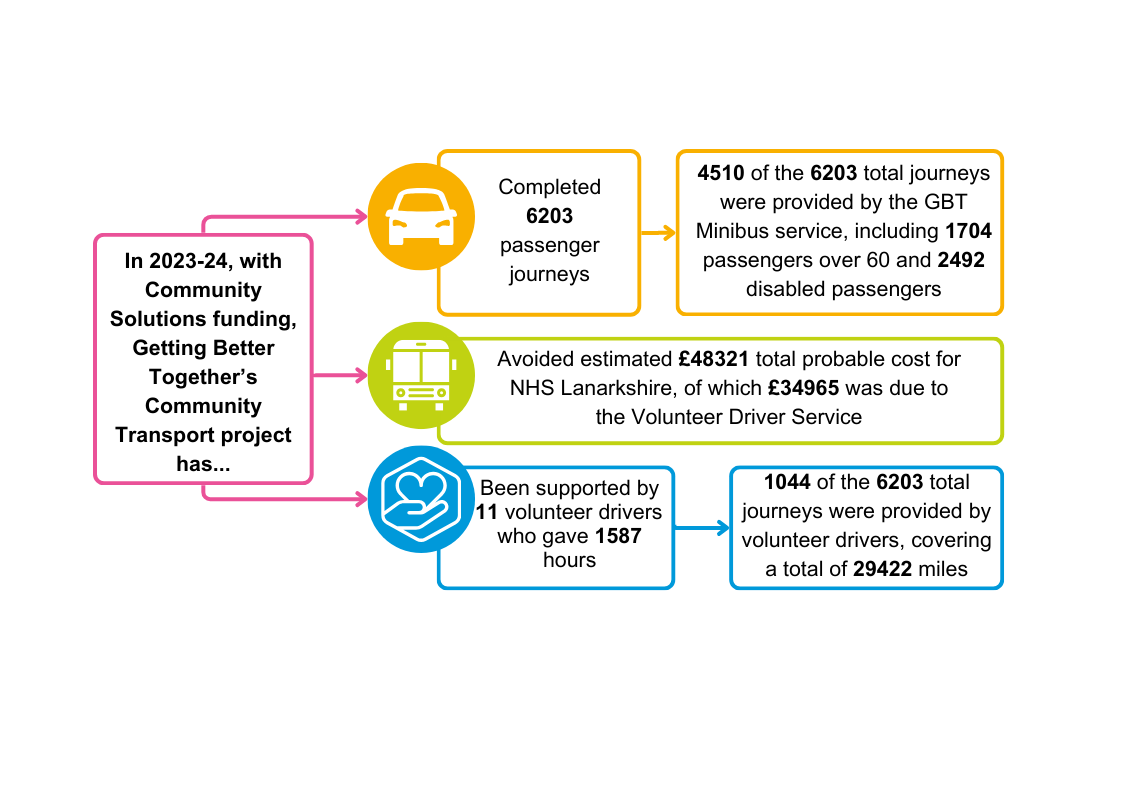 In 2023-24, with
Community
Solutions funding,
Getting Better
Together’s
Community
Transport project
has...
Completed
6203
passenger
journeys
4510 of the 6203 total journeys
were provided by the GBT
Minibus service, including 1704
passengers over 60 and 2492
disabled passengers
Avoided estimated £48321 total probable cost for
NHS Lanarkshire, of which £34965 was due to
the Volunteer Driver Service
Been supported by
11 volunteer drivers
who gave 1587
hours
1044 of the 6203 total
journeys were provided by
volunteer drivers, covering
a total of 29422 miles